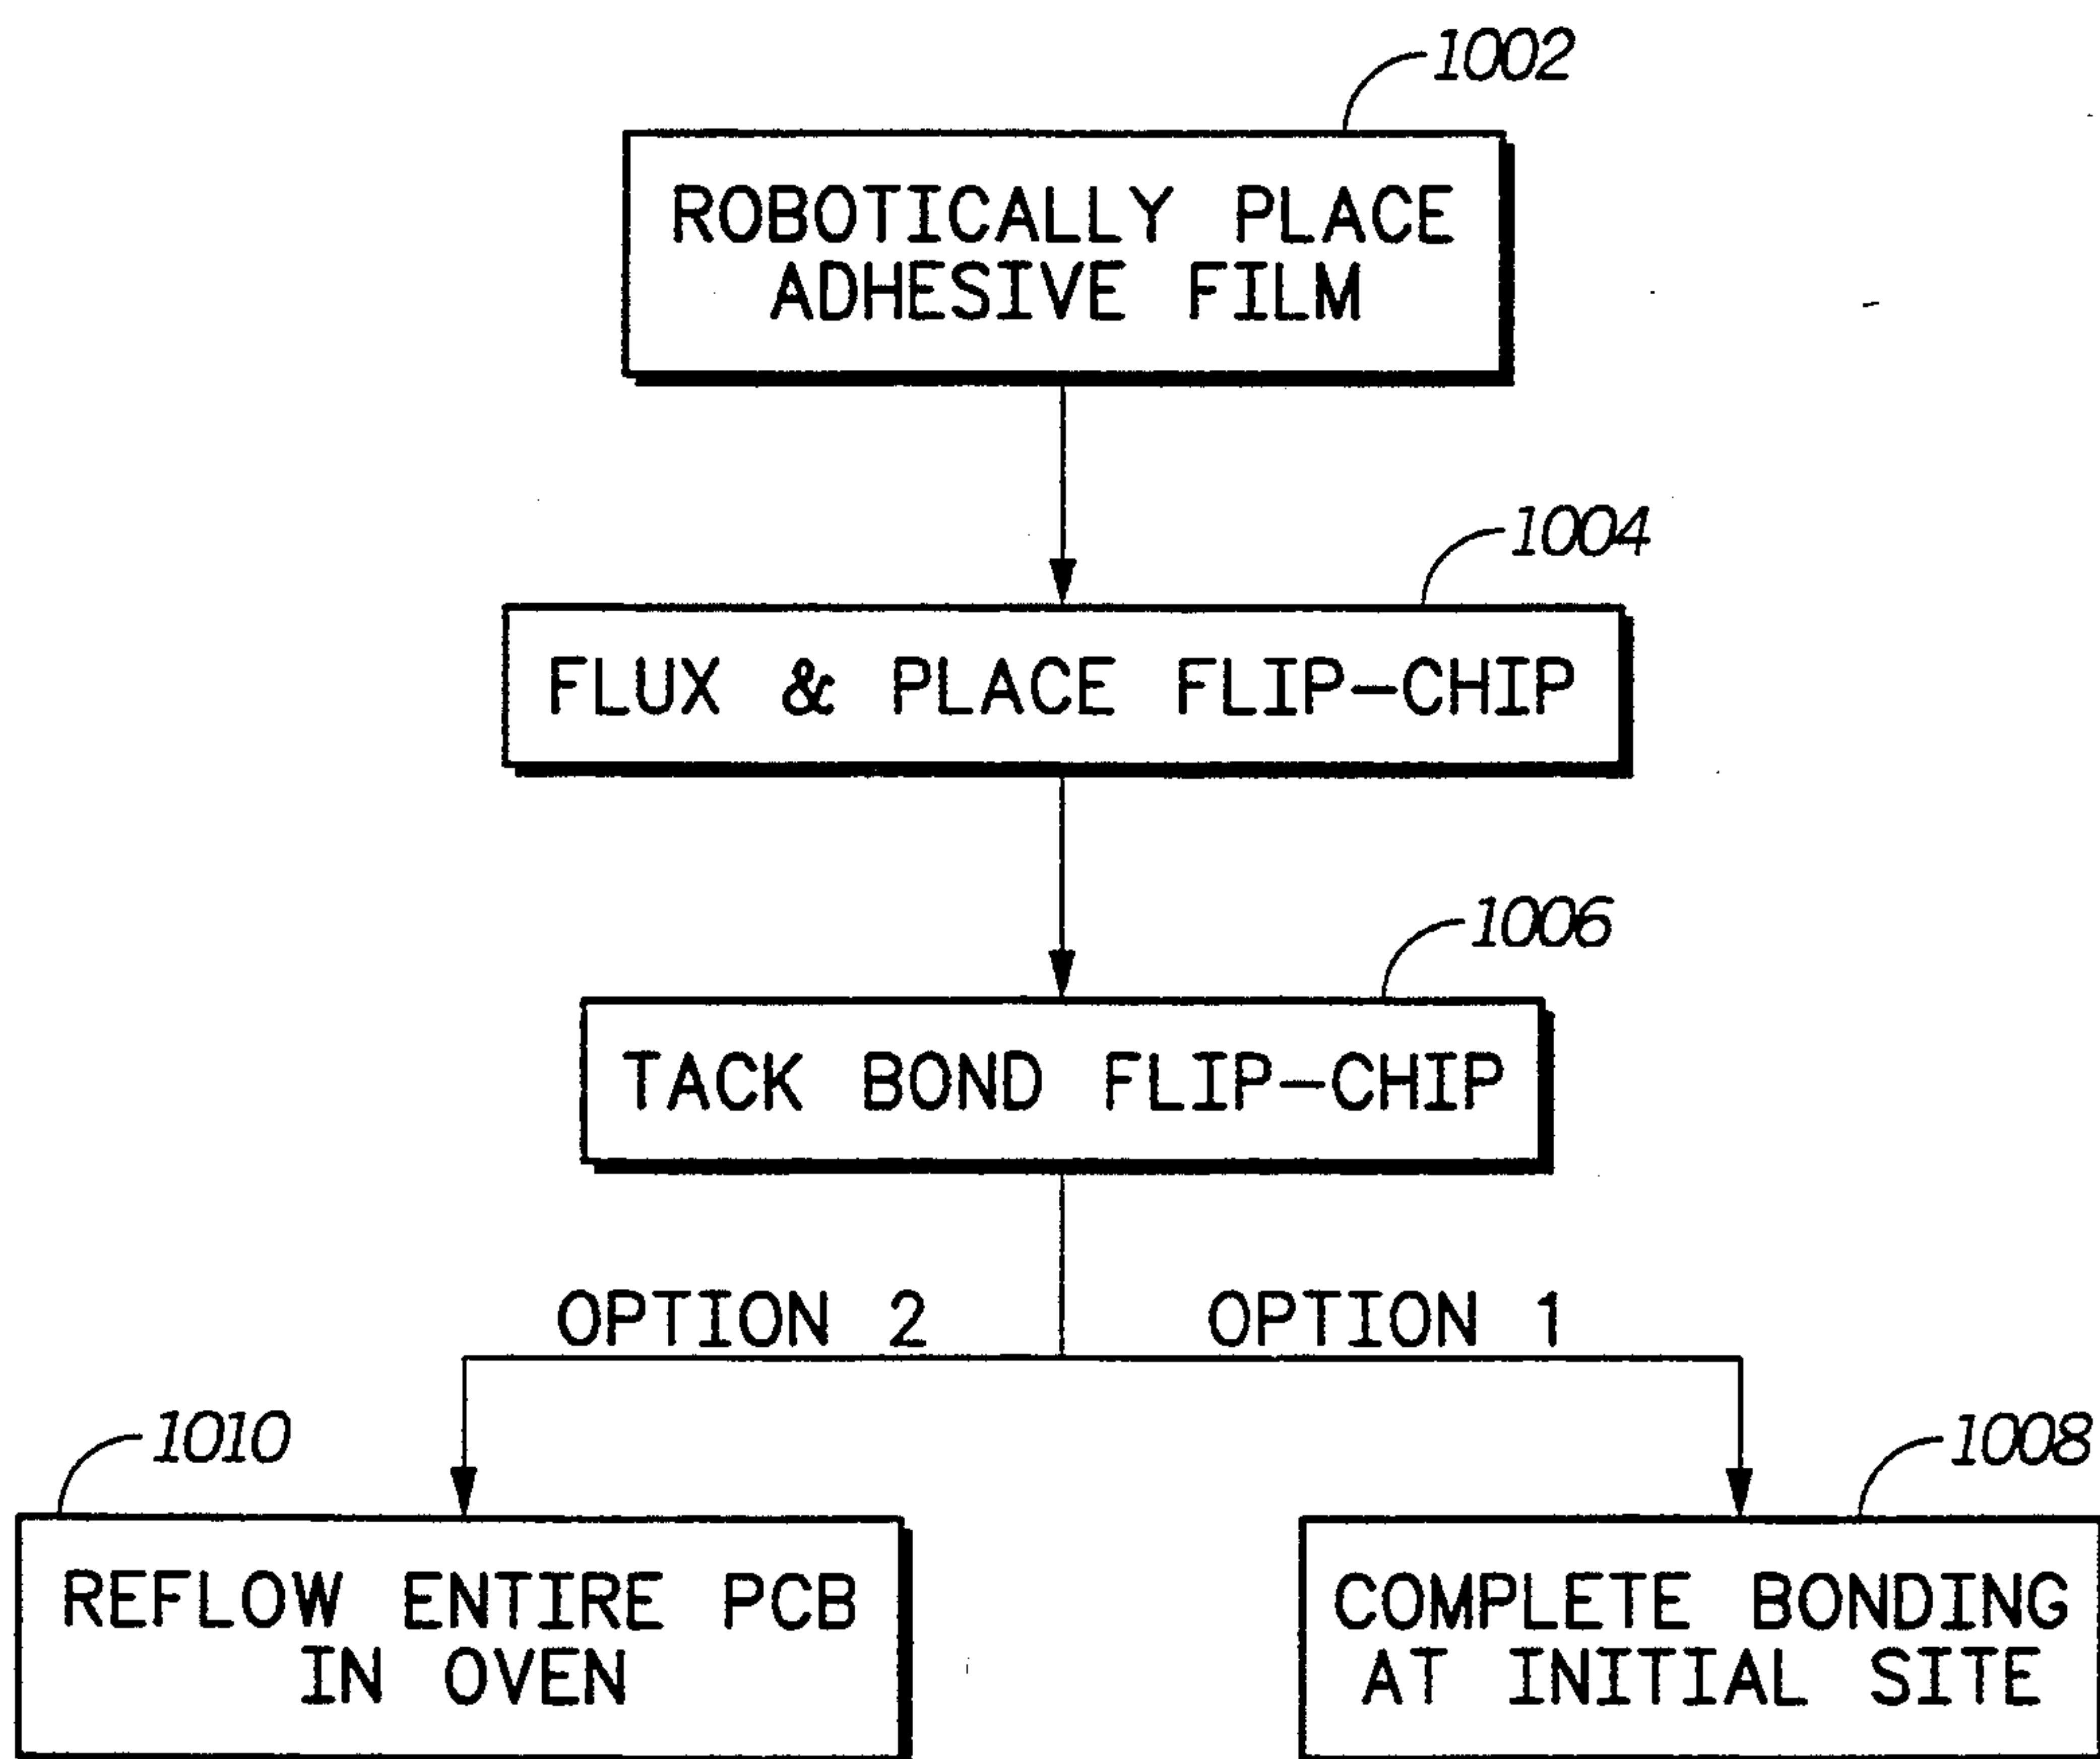 1002
ROBOTICALLY PLACE
ADHESIVE FILM
1004
FLUX & PLACE FLIP-CHIP
1006
TACK BOND FLIP-CHIP
OPTION 2
OPTION 1
1010
REFLOW ENTIRE PCB
IN OVEN
1008
COMPLETE BONDING
AT INITIAL SITE